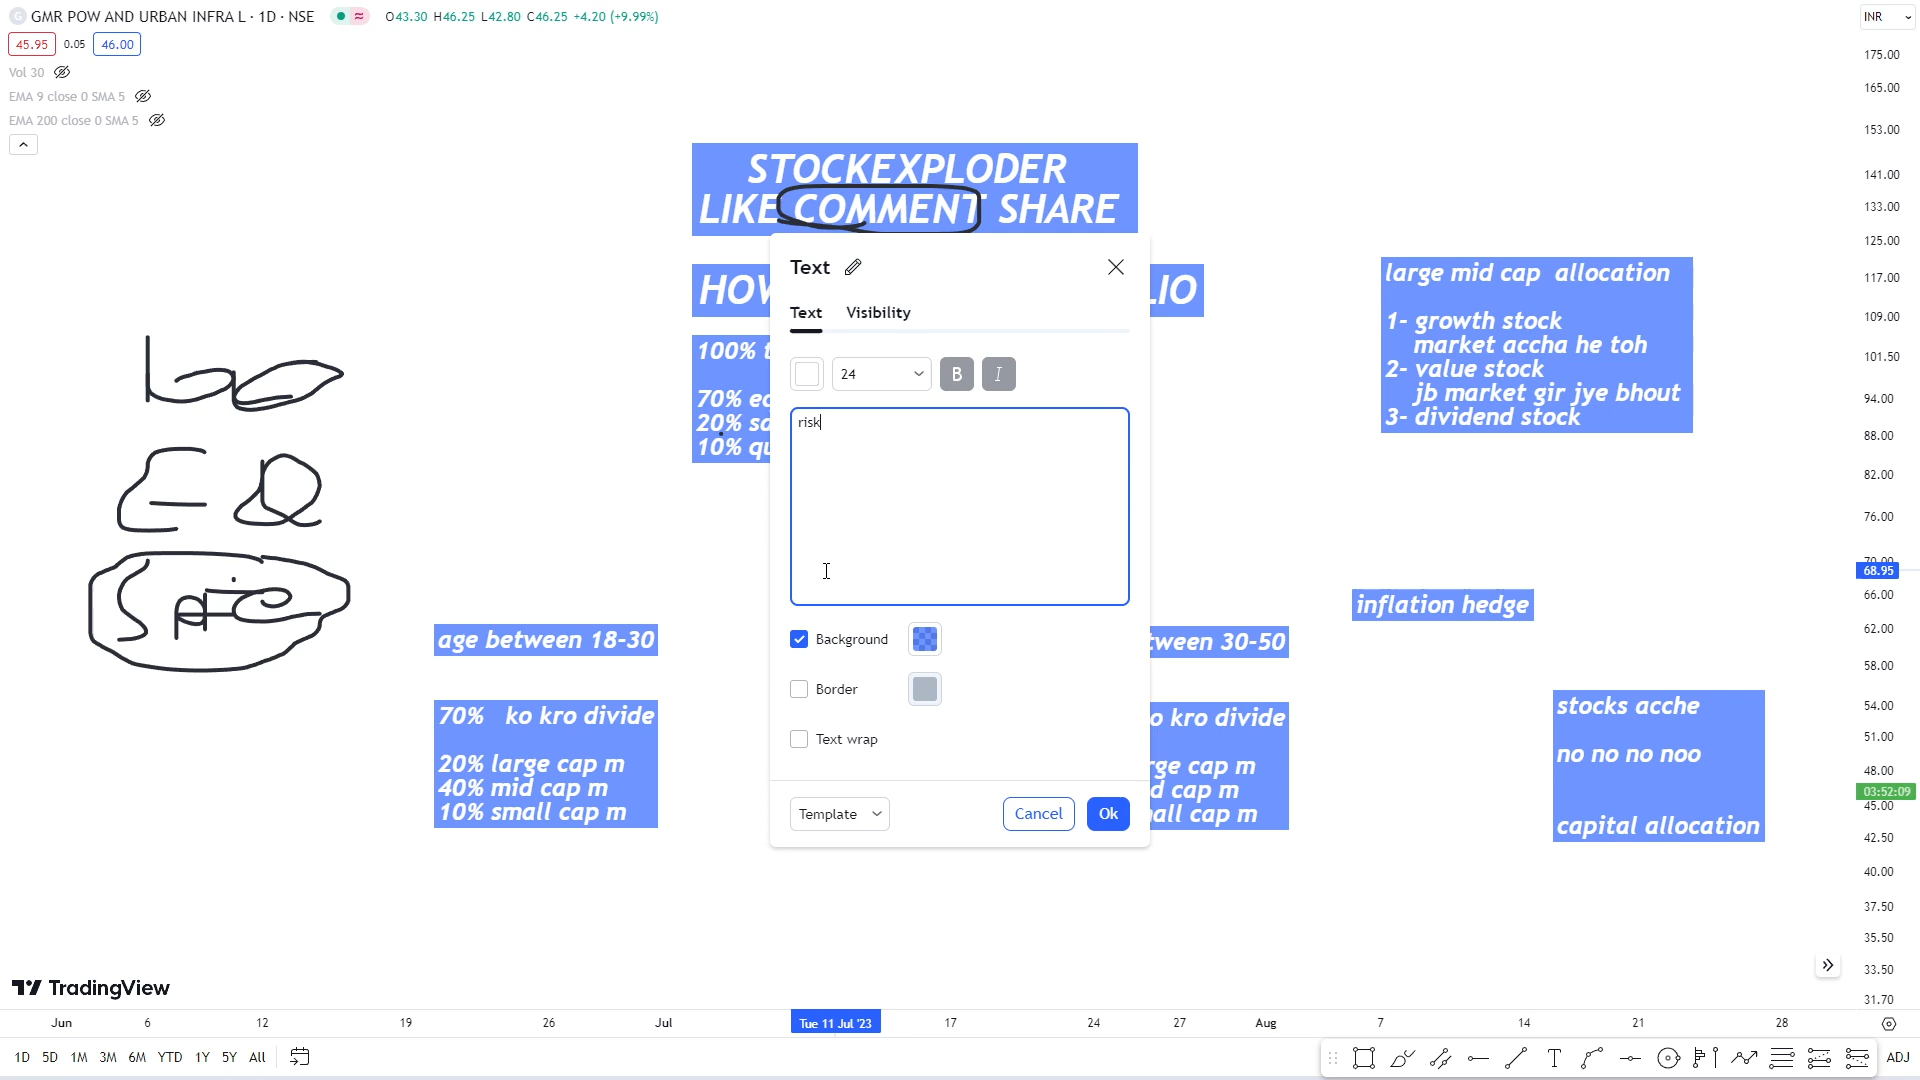 GMR POW AND URBAN INFRA L · 1D · NSE
O43.30 H46.25 L42.80 C46.25 +4.20 (+9.99%)
INR
45.95 0.05 46.00
Vol 30
EMA 9 close 0 SMA 5
EMA 200 close 0 SMA 5
STOCKEXPLODER
LIKE COMMENT SHARE
HOW
LIO
100% t
70% ec
20% sa
10% qu
Text
Text Visibility
24 B I
risk
Background
Border
Text wrap
Template Cancel Ok
large mid cap allocation
1- growth stock
market accha he toh
2- value stock
jb market gir jye bhout
3- dividend stock
inflation hedge
age between 18-30
tween 30-50
70% ko kro divide
20% large cap m
40% mid cap m
10% small cap m
o kro divide
rge cap m
d cap m
all cap m
stocks acche
no no no noo
capital allocation
175.00
165.00
153.00
141.00
133.00
125.00
117.00
109.00
101.50
94.00
88.00
82.00
76.00
68.95
66.00
62.00
58.00
54.00
51.00
48.00
03:52:09
45.00
42.50
40.00
37.50
35.50
33.50
31.70
TradingView
Jun 6 12 19 26 Jul Tue 11 Jul '23 17 24 27 Aug 7 14 21 28
1D 5D 1M 3M 6M YTD 1Y 5Y All
ADJ